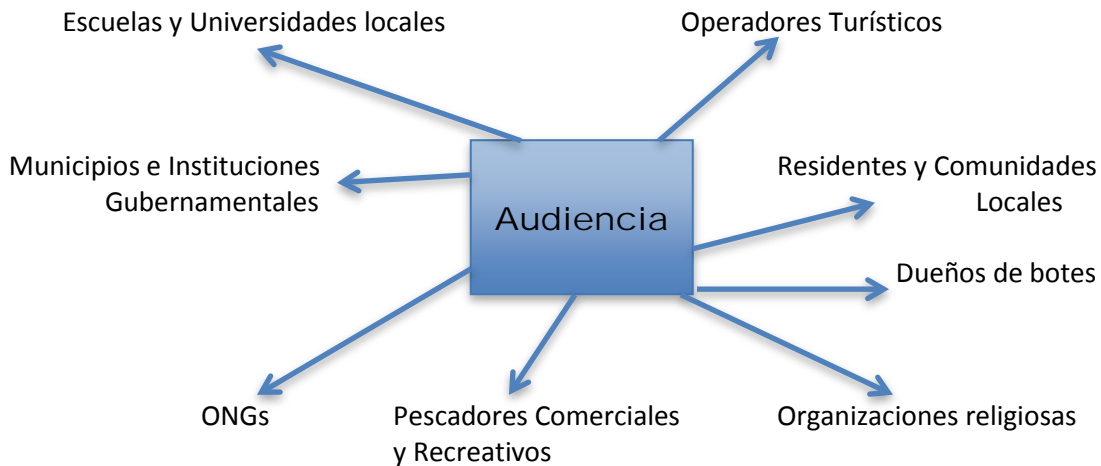 Escuelas y Universidades locales
Operadores Turísticos
Municipios e Instituciones
Gubernamentales
Residentes y Comunidades
Locales
Audiencia
Dueños de botes
ONGs
Pescadores Comerciales
y Recreativos
Organizaciones religiosas